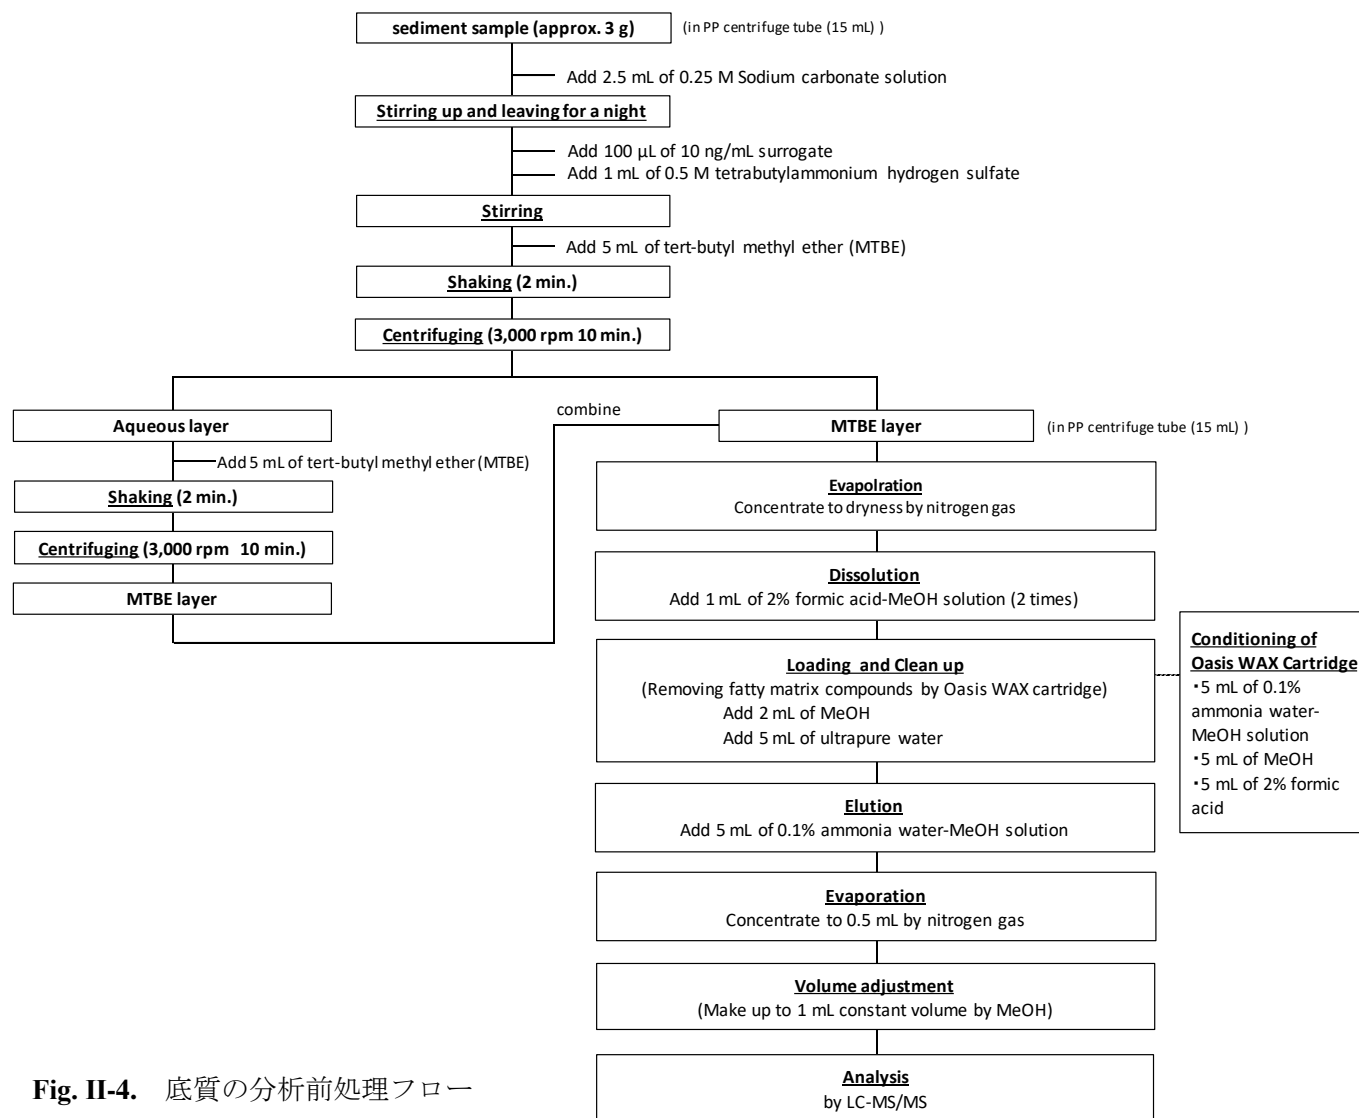 sediment sample (approx. 3 g)
(in PP centrifuge tube (15 mL) )
Add 2.5 mL of 0.25 M Sodium carbonate solution
Stirring up and leaving for a night
Add 100 μL of 10 ng/mL surrogate
Add 1 mL of 0.5 M tetrabutylammonium hydrogen sulfate
Stirring
Add 5 mL of tert-butyl methyl ether (MTBE)
Shaking (2 min.)
Centrifuging (3,000 rpm 10 min.)
Aqueous layer
Add 5 mL of tert-butyl methyl ether (MTBE)
Shaking (2 min.)
Centrifuging (3,000 rpm 10 min.)
MTBE layer
combine
MTBE layer
(in PP centrifuge tube (15 mL) )
Evapolration
Concentrate to dryness by nitrogen gas
Dissolution
Add 1 mL of 2% formic acid-MeOH solution (2 times)
Loading and Clean up
(Removing fatty matrix compounds by Oasis WAX cartridge)
Add 2 mL of MeOH
Add 5 mL of ultrapure water
Conditioning of
Oasis WAX Cartridge
・5 mL of 0.1%
ammonia water-
MeOH solution
・5 mL of MeOH
・5 mL of 2% formic
acid
Elution
Add 5 mL of 0.1% ammonia water-MeOH solution
Evaporation
Concentrate to 0.5 mL by nitrogen gas
Volume adjustment
(Make up to 1 mL constant volume by MeOH)
Analysis
by LC-MS/MS
Fig. II-4. 底質の分析前処理フロー